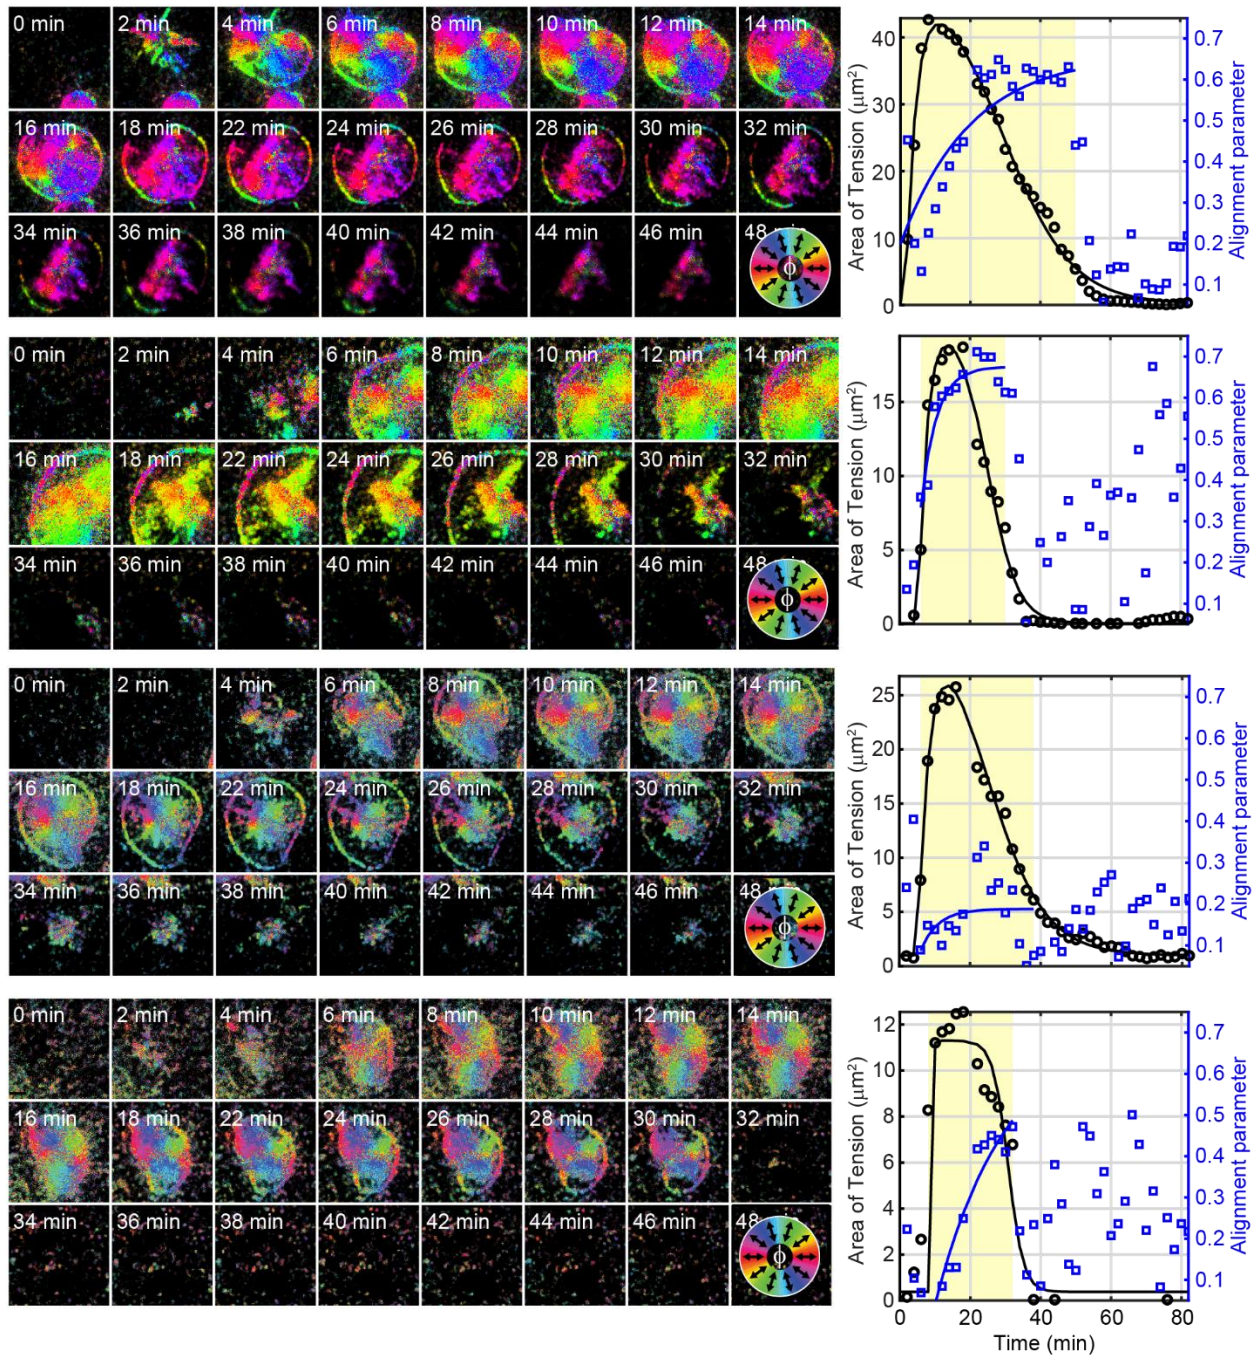 0 min 2 min 4 min 6 min 8 min 10 min 12 min 14 min
16 min 18 min 22 min 24 min 26 min 28 min 30 min 32 min
34 min 36 min 38 min 40 min 42 min 44 min 46 min 48
ϕ
Area of Tension (μm²)
40
30
20
10
0
0.7
0.6
0.5
0.4
0.3
0.2
0.1
Alignment parameter
0 min 2 min 4 min 6 min 8 min 10 min 12 min 14 min
16 min 18 min 22 min 24 min 26 min 28 min 30 min 32 min
34 min 36 min 38 min 40 min 42 min 44 min 46 min 48
ϕ
Area of Tension (μm²)
15
10
5
0
0.7
0.6
0.5
0.4
0.3
0.2
0.1
Alignment parameter
0 min 2 min 4 min 6 min 8 min 10 min 12 min 14 min
16 min 18 min 22 min 24 min 26 min 28 min 30 min 32 min
34 min 36 min 38 min 40 min 42 min 44 min 46 min 48
ϕ
Area of Tension (μm²)
25
20
15
10
5
0
0.7
0.6
0.5
0.4
0.3
0.2
0.1
Alignment parameter
0 min 2 min 4 min 6 min 8 min 10 min 12 min 14 min
16 min 18 min 22 min 24 min 26 min 28 min 30 min 32 min
34 min 36 min 38 min 40 min 42 min 44 min 46 min 48
ϕ
Area of Tension (μm²)
12
10
8
6
4
2
0
0.7
0.6
0.5
0.4
0.3
0.2
0.1
Alignment parameter
0 20 40 60 80
Time (min)